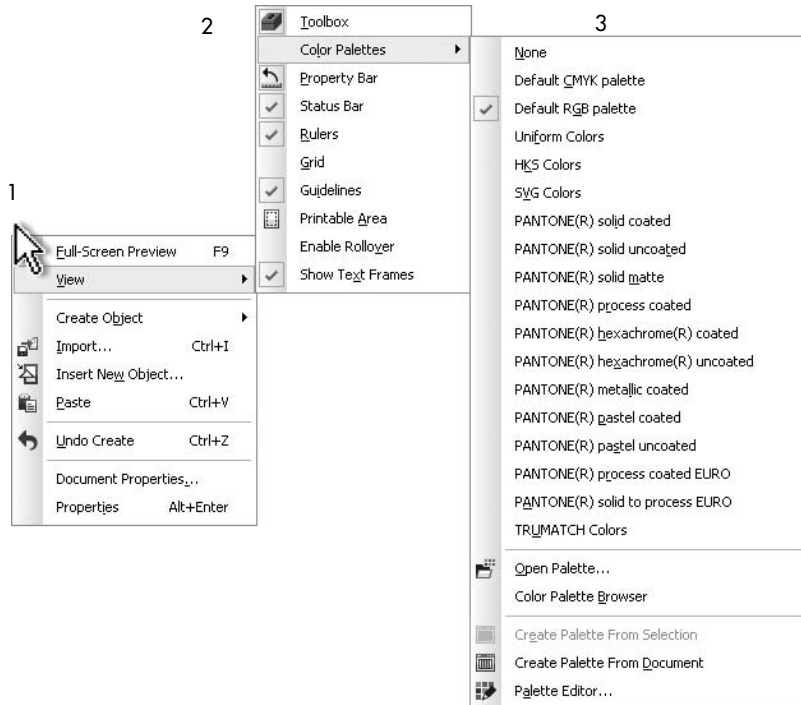 1
Full-Screen Preview F9
View
Create Object
Import... Ctrl+I
Insert New Object...
Paste Ctrl+V
Undo Create Ctrl+Z
Document Properties...
Properties Alt+Enter
2
Toolbox
Color Palettes
Property Bar
Status Bar
Rulers
Grid
Guidelines
Printable Area
Enable Rollover
Show Text Frames
3
None
Default CMYK palette
Default RGB palette
Uniform Colors
HKS Colors
SVG Colors
PANTONE(R) solid coated
PANTONE(R) solid uncoated
PANTONE(R) solid matte
PANTONE(R) process coated
PANTONE(R) hexachrome(R) coated
PANTONE(R) hexachrome(R) uncoated
PANTONE(R) metallic coated
PANTONE(R) pastel coated
PANTONE(R) pastel uncoated
PANTONE(R) process coated EURO
PANTONE(R) solid to process EURO
TRUMATCH Colors
Open Palette...
Color Palette Browser
Create Palette From Selection
Create Palette From Document
Palette Editor...